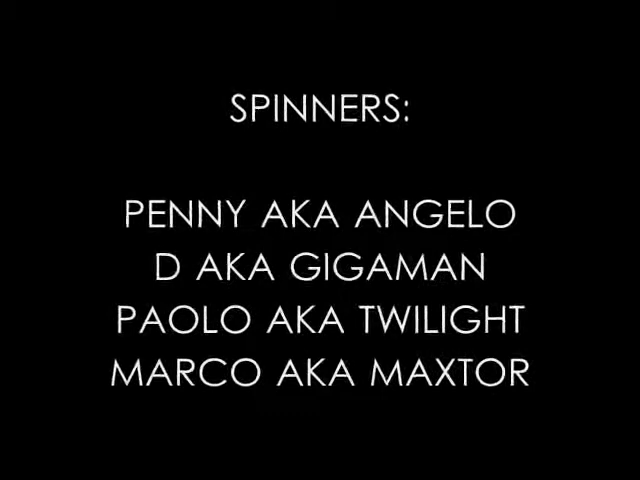 SPINNERS:
PENNY AKA ANGELO
D AKA GIGAMAN
PAOLO AKA TWILIGHT
MARCO AKA MAXTOR